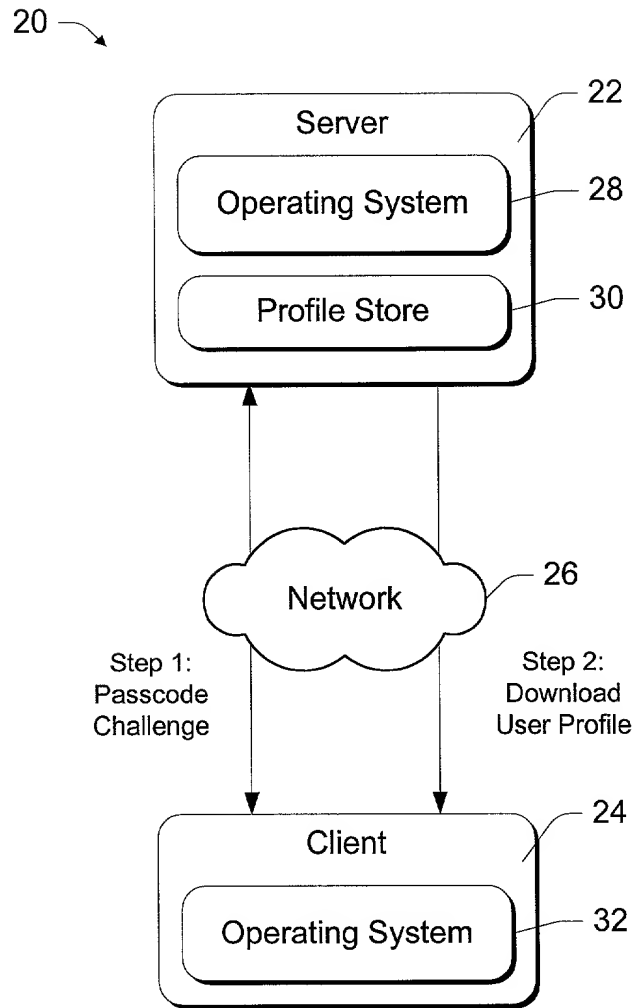 20
22
Server
Operating System
28
Profile Store
30
Network
26
Step 1:
Passcode
Challenge
Step 2:
Download
User Profile
24
Client
Operating System
32